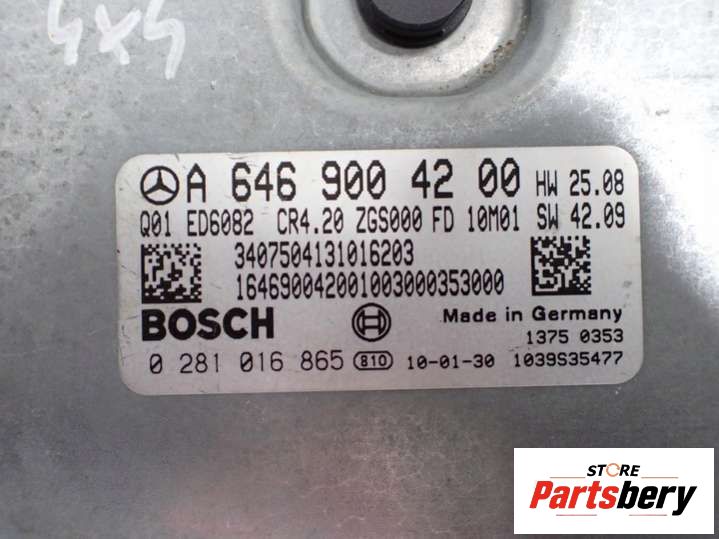 4x4
A 646 900 42 00 HW 25.08
Q01 ED6082 CR4.20 ZGS000 FD 10M01 SW 42.09
3407504131016203
164690042001003000353000
BOSCH
Made in Germany
1375 0353
0 281 016 865 810 10-01-30 1039S35477
STORE
Partsbery